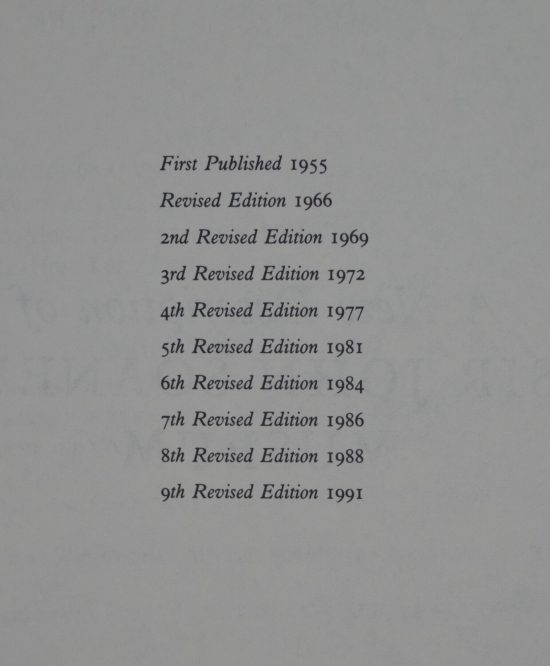 First Published 1955
Revised Edition 1966
2nd Revised Edition 1969
3rd Revised Edition 1972
4th Revised Edition 1977
5th Revised Edition 1981
6th Revised Edition 1984
7th Revised Edition 1986
8th Revised Edition 1988
9th Revised Edition 1991